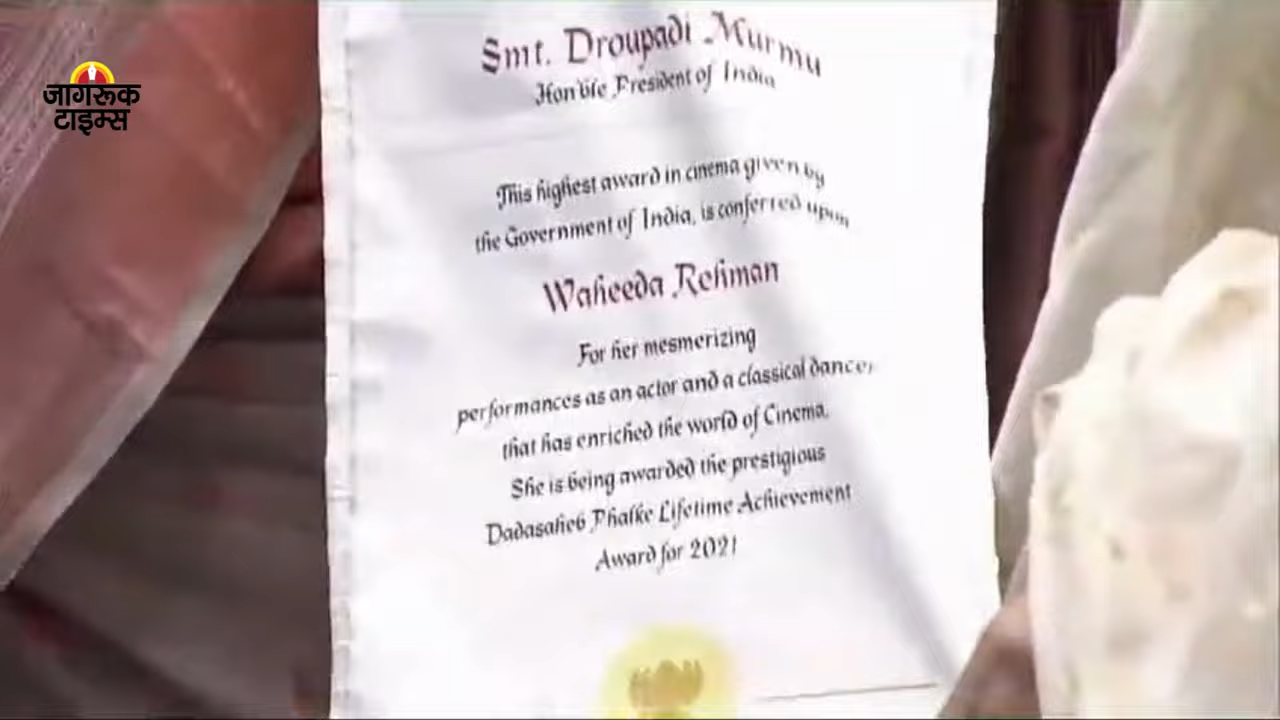 जागरूक
टाइम्स
Smt. Droupadi Murmu
Hon'ble President of India
This highest award in cinema given by
the Government of India, is conferred upon
Waheeda Rehman
For her mesmerizing
performances as an actor and a classical dancer
that has enriched the world of Cinema.
She is being awarded the prestigious
Dadasaheb Phalke Lifetime Achievement
Award for 2021